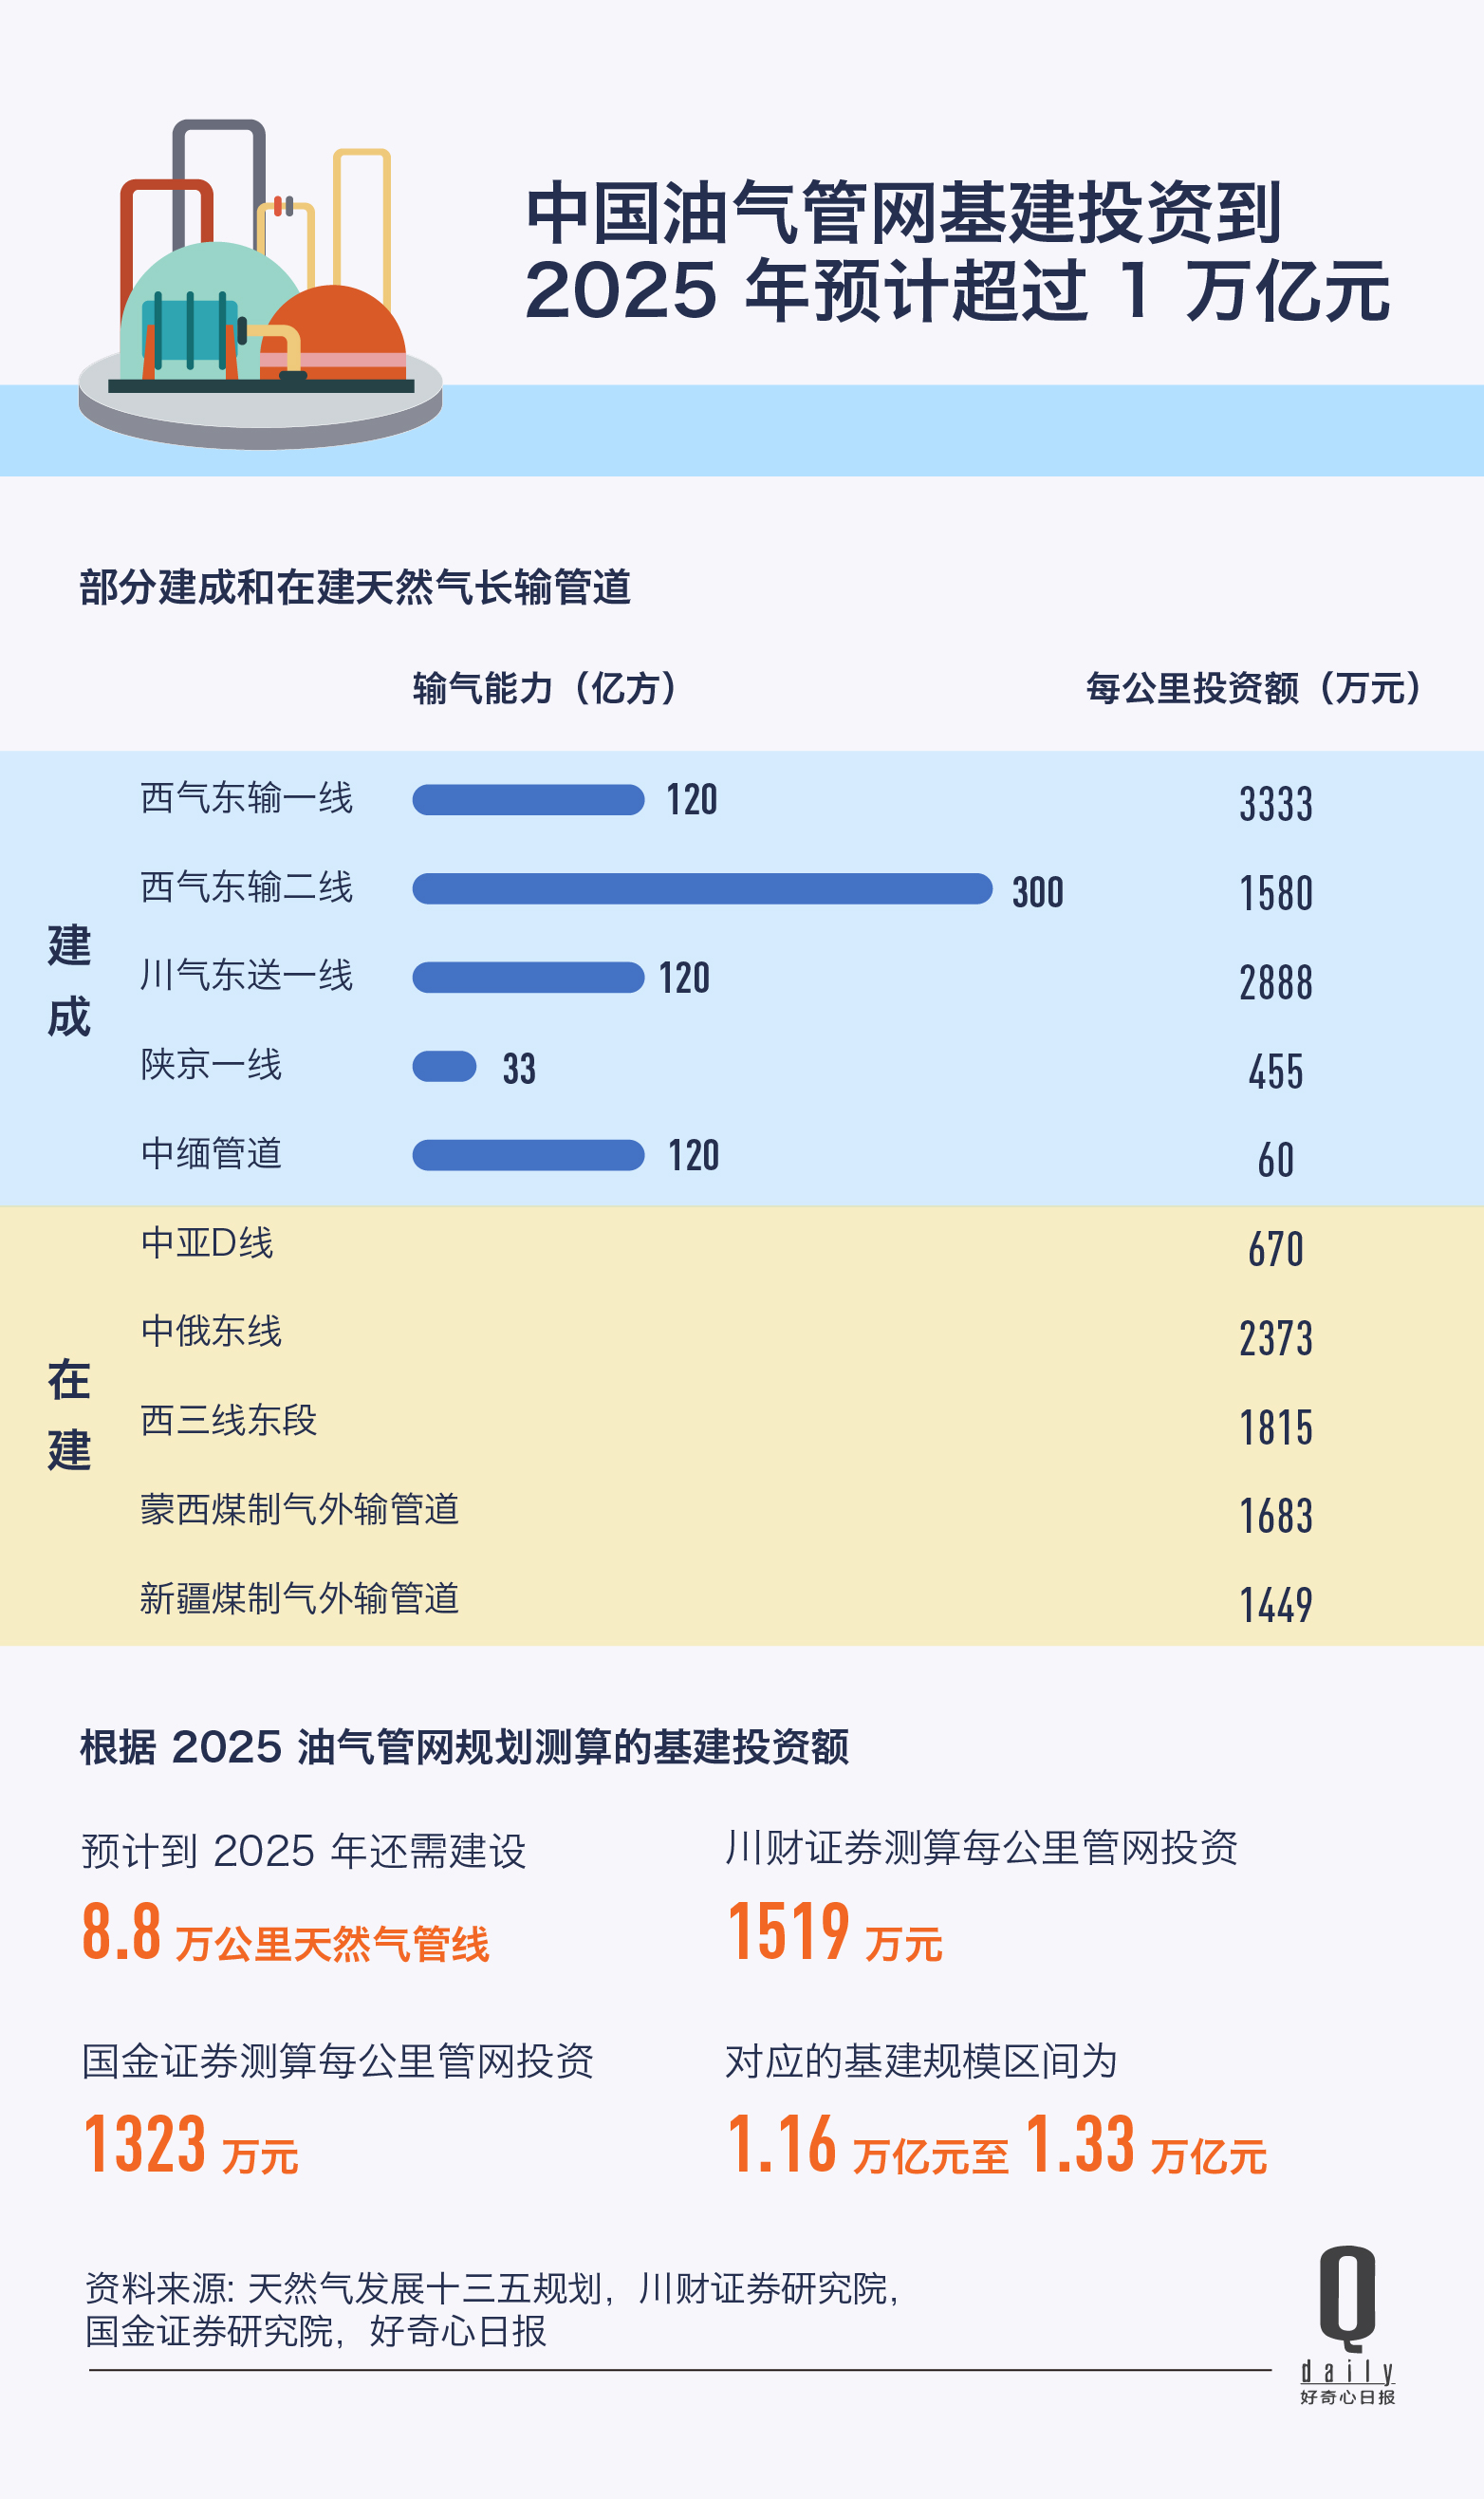 中国油气管网基建投资到
2025 年预计超过 1 万亿元
部分建成和在建天然气长输管道
输气能力（亿方） 每公里投资额（万元）
建成
西气东输一线 120 3333
西气东输二线 300 1580
川气东送一线 120 2888
陕京一线 33 455
中缅管道 120 60
在建
中亚D线 670
中俄东线 2373
西三线东段 1815
蒙西煤制气外输管道 1683
新疆煤制气外输管道 1449
根据 2025 油气管网规划测算的基建投资额
预计到 2025 年还需建设
8.8 万公里天然气管线
川财证券测算每公里管网投资
1519 万元
国金证券测算每公里管网投资
1323 万元
对应的基建规模区间为
1.16 万亿元至 1.33 万亿元
资料来源: 天然气发展十三五规划，川财证券研究院，
国金证券研究院，好奇心日报
Q
daily
好奇心日报